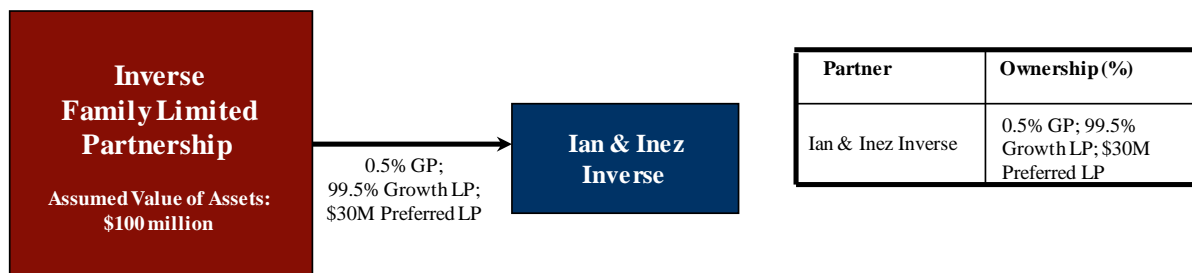 Inverse
Family Limited
Partnership
Assumed Value of Assets:
$100 million
0.5% GP;
99.5% Growth LP;
$30M Preferred LP
Ian & Inez
Inverse
Partner
Ownership (%)
Ian & Inez Inverse
0.5% GP; 99.5%
Growth LP; $30M
Preferred LP